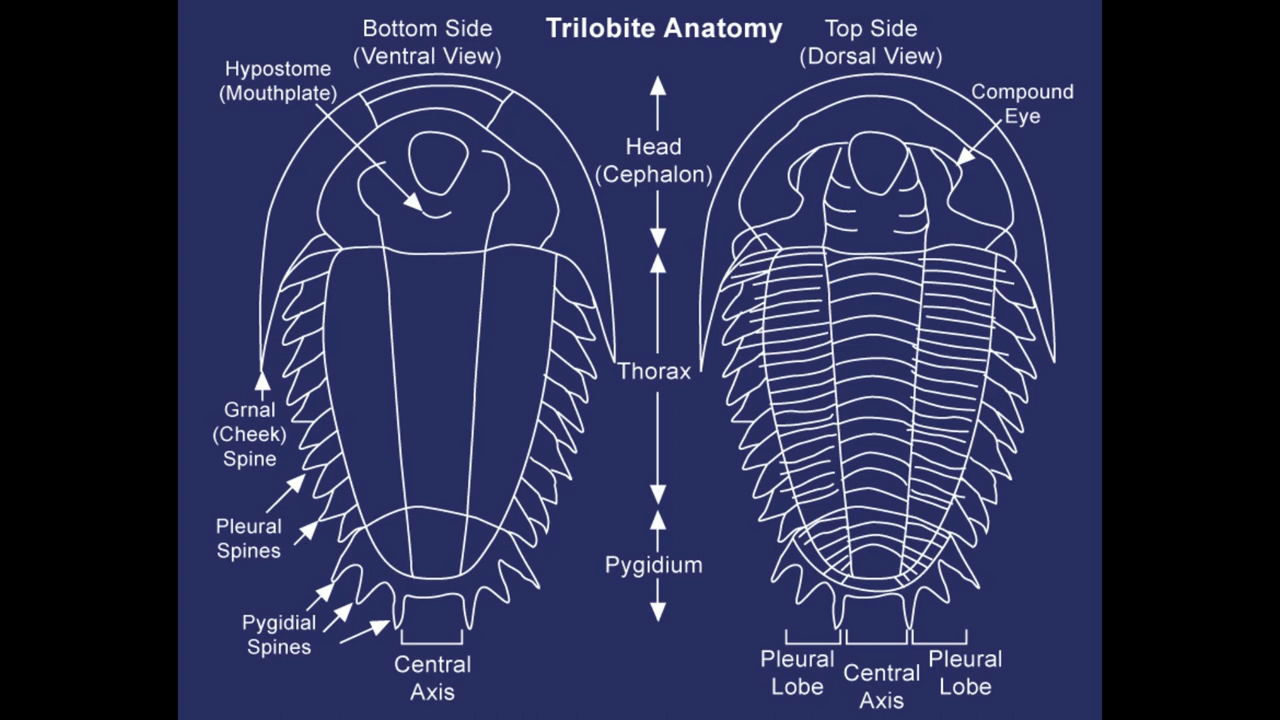 Trilobite Anatomy
Bottom Side
(Ventral View)
Top Side
(Dorsal View)
Hypostome
(Mouthplate)
Compound
Eye
Head
(Cephalon)
Thorax
Grnal
(Cheek)
Spine
Pleural
Spines
Pygidium
Pygidial
Spines
Central
Axis
Pleural
Lobe
Central
Axis
Pleural
Lobe